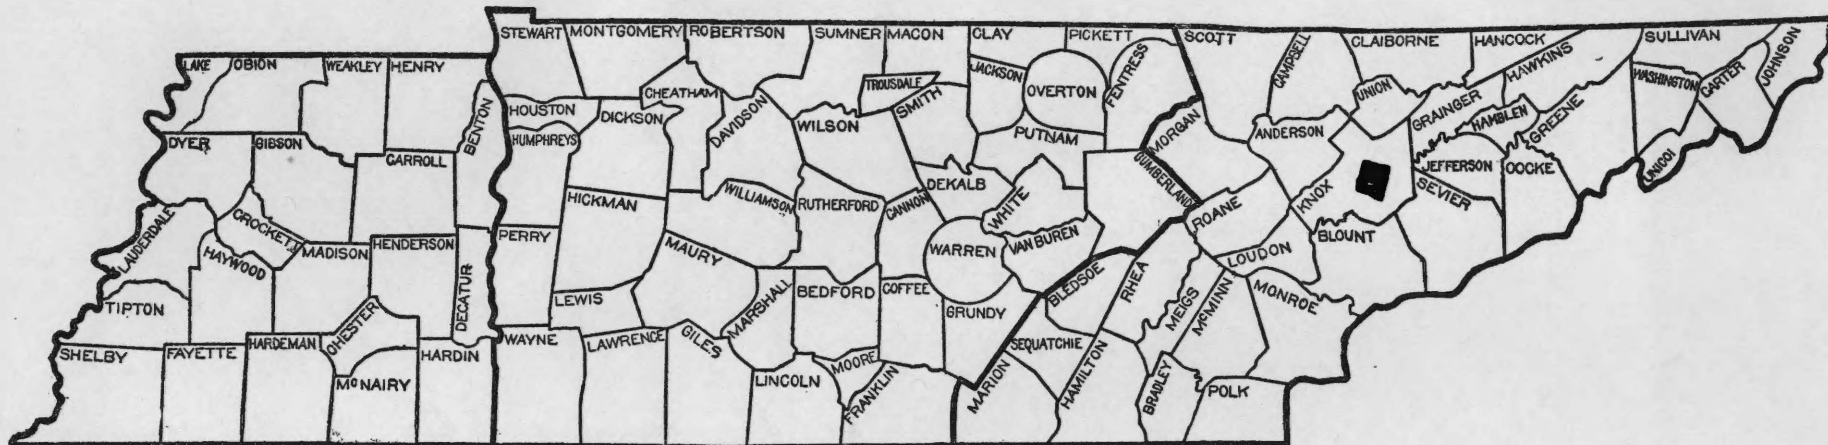 STEWART
MONTGOMERY
ROBERTSON
SUMNER
MACON
CLAY
PICKETT
SCOTT
CAMPSELL
CLAIBORNE
HANCOCK
HAWKINS
SULLIVAN
JOHNSON
LAKE
OBION
WEAKLEY
HENRY
BENTON
HOUSTON
CHEATHAM
TROUSDALE
JACKSON
OVERTON
FENTRESS
UNION
GRAINGER
HAMBLEN
GREENE
WASHINGTON
CARTER
UNICOI
DYER
GIBSON
CARROLL
HUMPHREYS
DICKSON
DAVIDSON
WILSON
SMITH
PUTNAM
MORGAN
ANDERSON
KNOX
JEFFERSON
COCKE
SEVIER
LAUDERDALE
CROCKETT
HAYWOOD
MADISON
HENDERSON
DECATUR
PERRY
HICKMAN
WILLIAMSON
RUTHERFORD
CANNON
DEKALB
WHITE
CUMBERLAND
ROANE
LOUDON
BLOUNT
TIPTON
CHESTER
LEWIS
MAURY
MARSHALL
BEDFORD
COFFEE
WARREN
VAN BUREN
BLEDSOE
RHEA
MEIGS
McMINN
MONROE
SHELBY
FAYETTE
HARDEMAN
McNAIRY
HARDIN
WAYNE
LAWRENCE
GILES
LINCOLN
MOORE
FRANKLIN
GRUNDY
SEQUATCHIE
MARION
HAMILTON
BRADLEY
POLK